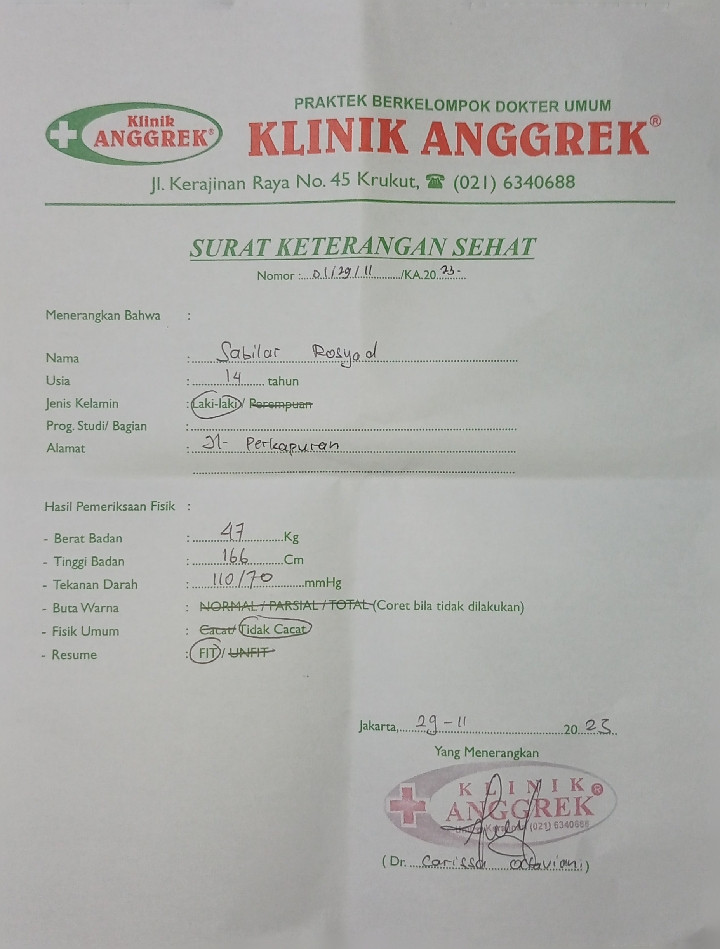 Klinik
ANGGREK®
PRAKTEK BERKELOMPOK DOKTER UMUM
KLINIK ANGGREK®
Jl. Kerajinan Raya No. 45 Krukut, ☎ (021) 6340688
SURAT KETERANGAN SEHAT
Nomor : 01/29/11 /KA.20 23-
Menerangkan Bahwa :
Nama : Sabilar Rosyad
Usia : 14 tahun
Jenis Kelamin : Laki-laki/ Perempuan
Prog. Studi/ Bagian :
Alamat : Jl- Perkapuran
Hasil Pemeriksaan Fisik :
- Berat Badan : 47 Kg
- Tinggi Badan : 166 Cm
- Tekanan Darah : 110/70 mmHg
- Buta Warna : NORMAL / PARSIAL / TOTAL (Coret bila tidak dilakukan)
- Fisik Umum : Cacat/ Tidak Cacat
- Resume : FIT / UNFIT
Jakarta, 29-11 20 23
Yang Menerangkan
KLINIK
ANGGREK®
(021) 6340688
(Dr. Carissa Octaviani)